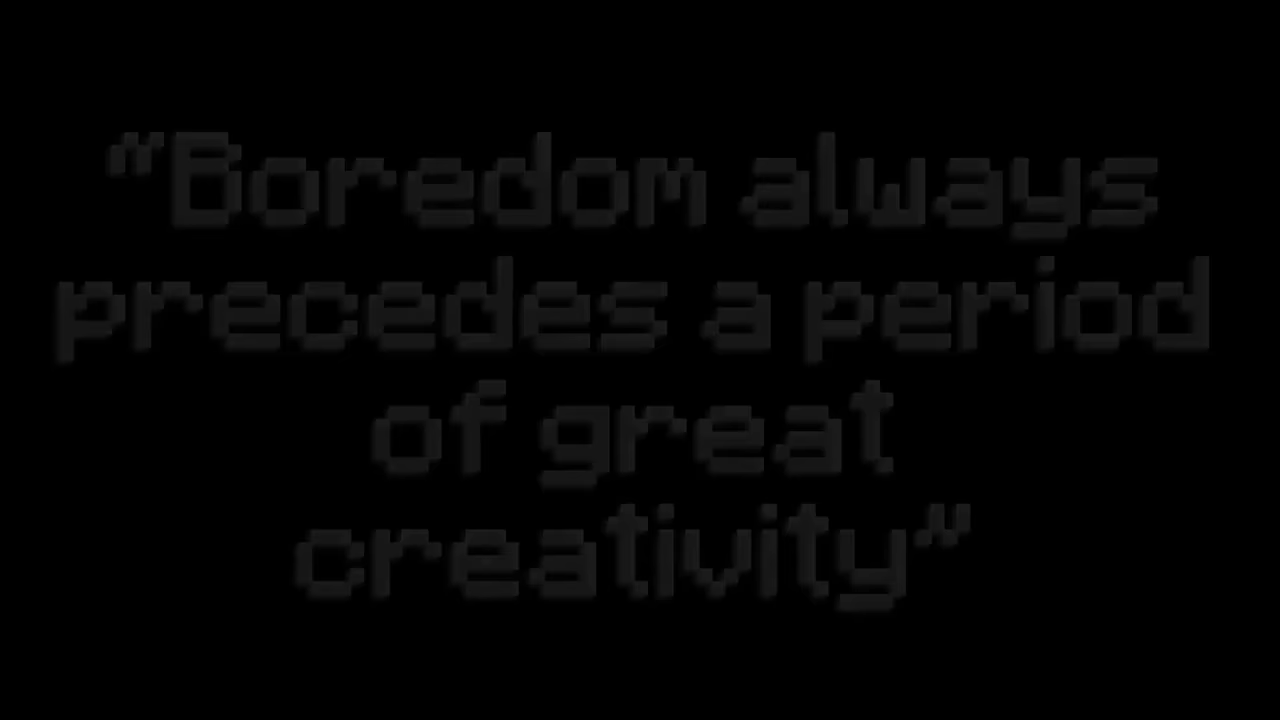 "Boredom always
precedes a period
of great
creativity"